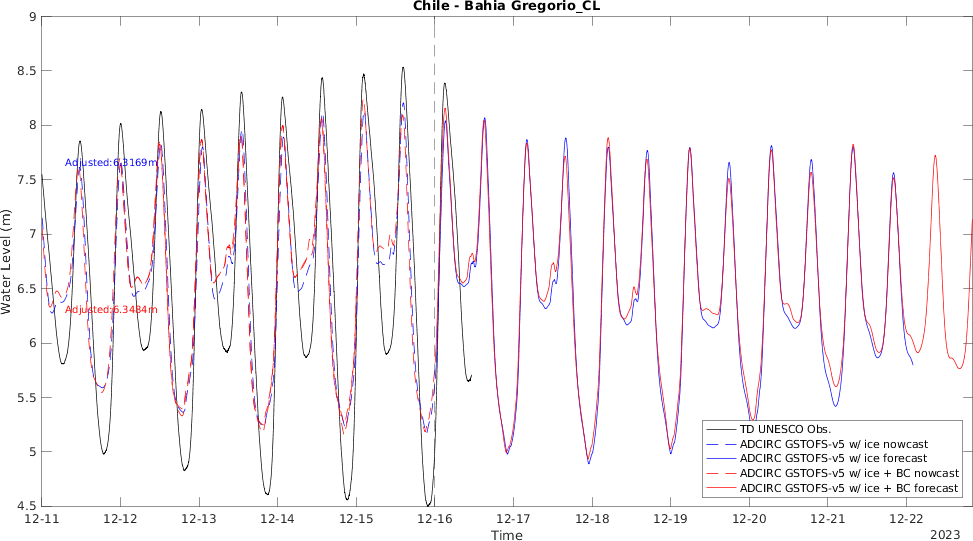 Chile - Bahia Gregorio_CL
Water Level (m)
9
8.5
8
7.5
7
6.5
6
5.5
5
4.5
Adjusted:6.3169m
Adjusted:6.3484m
TD UNESCO Obs.
ADCIRC GSTOFS-v5 w/ ice nowcast
ADCIRC GSTOFS-v5 w/ ice forecast
ADCIRC GSTOFS-v5 w/ ice + BC nowcast
ADCIRC GSTOFS-v5 w/ ice + BC forecast
12-11 12-12 12-13 12-14 12-15 12-16 12-17 12-18 12-19 12-20 12-21 12-22
Time
2023